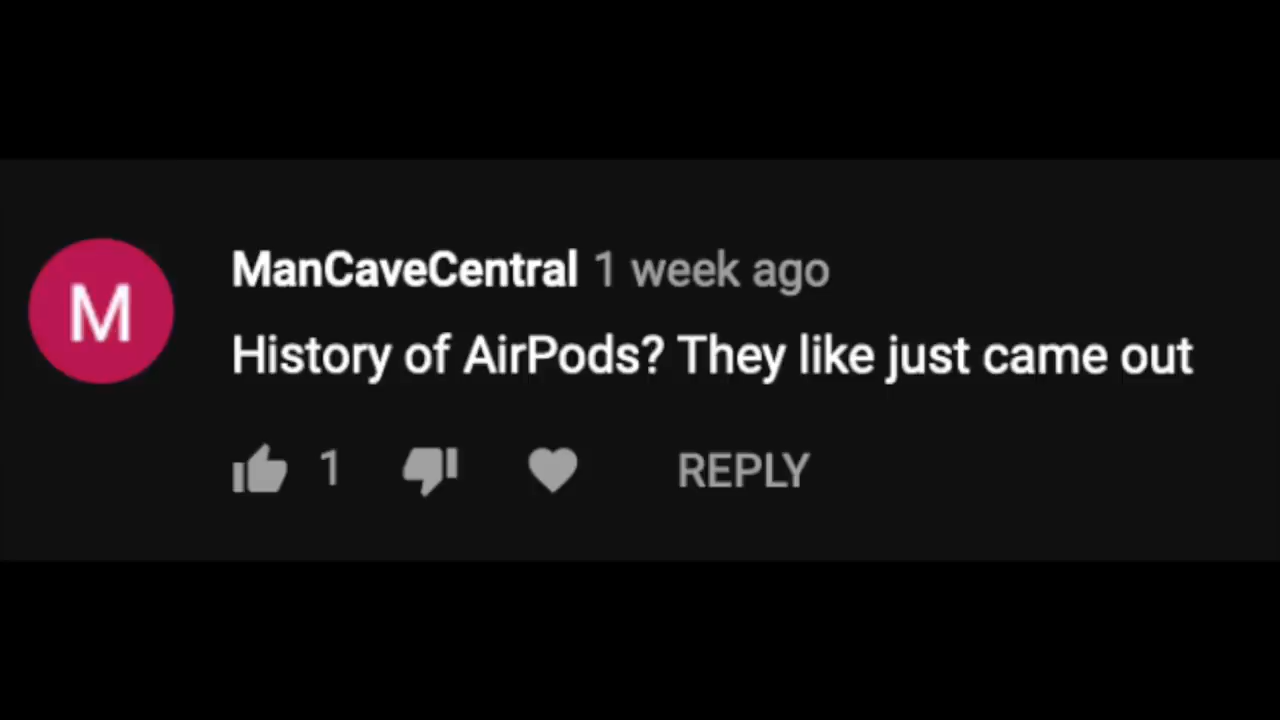 M
ManCaveCentral 1 week ago
History of AirPods? They like just came out
1 REPLY